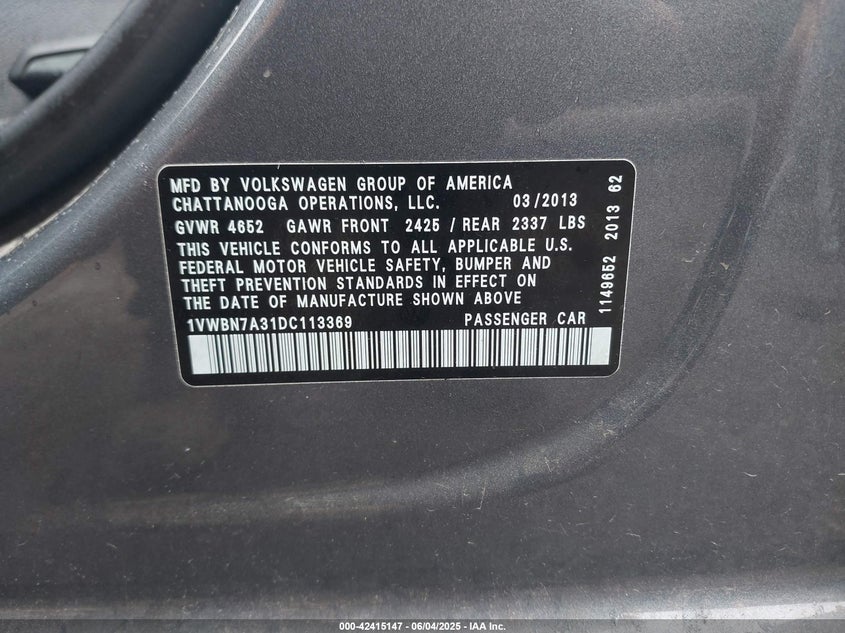 MFD BY VOLKSWAGEN GROUP OF AMERICA
CHATTANOOGA OPERATIONS, LLC. 03/2013
GVWR 4652 GAWR FRONT 2425 / REAR 2337 LBS
THIS VEHICLE CONFORMS TO ALL APPLICABLE U.S.
FEDERAL MOTOR VEHICLE SAFETY, BUMPER AND
THEFT PREVENTION STANDARDS IN EFFECT ON
THE DATE OF MANUFACTURE SHOWN ABOVE
1VWBN7A31DC113369 PASSENGER CAR
1149652 2013 62
000-42415147 - 06/04/2025 - IAA Inc.